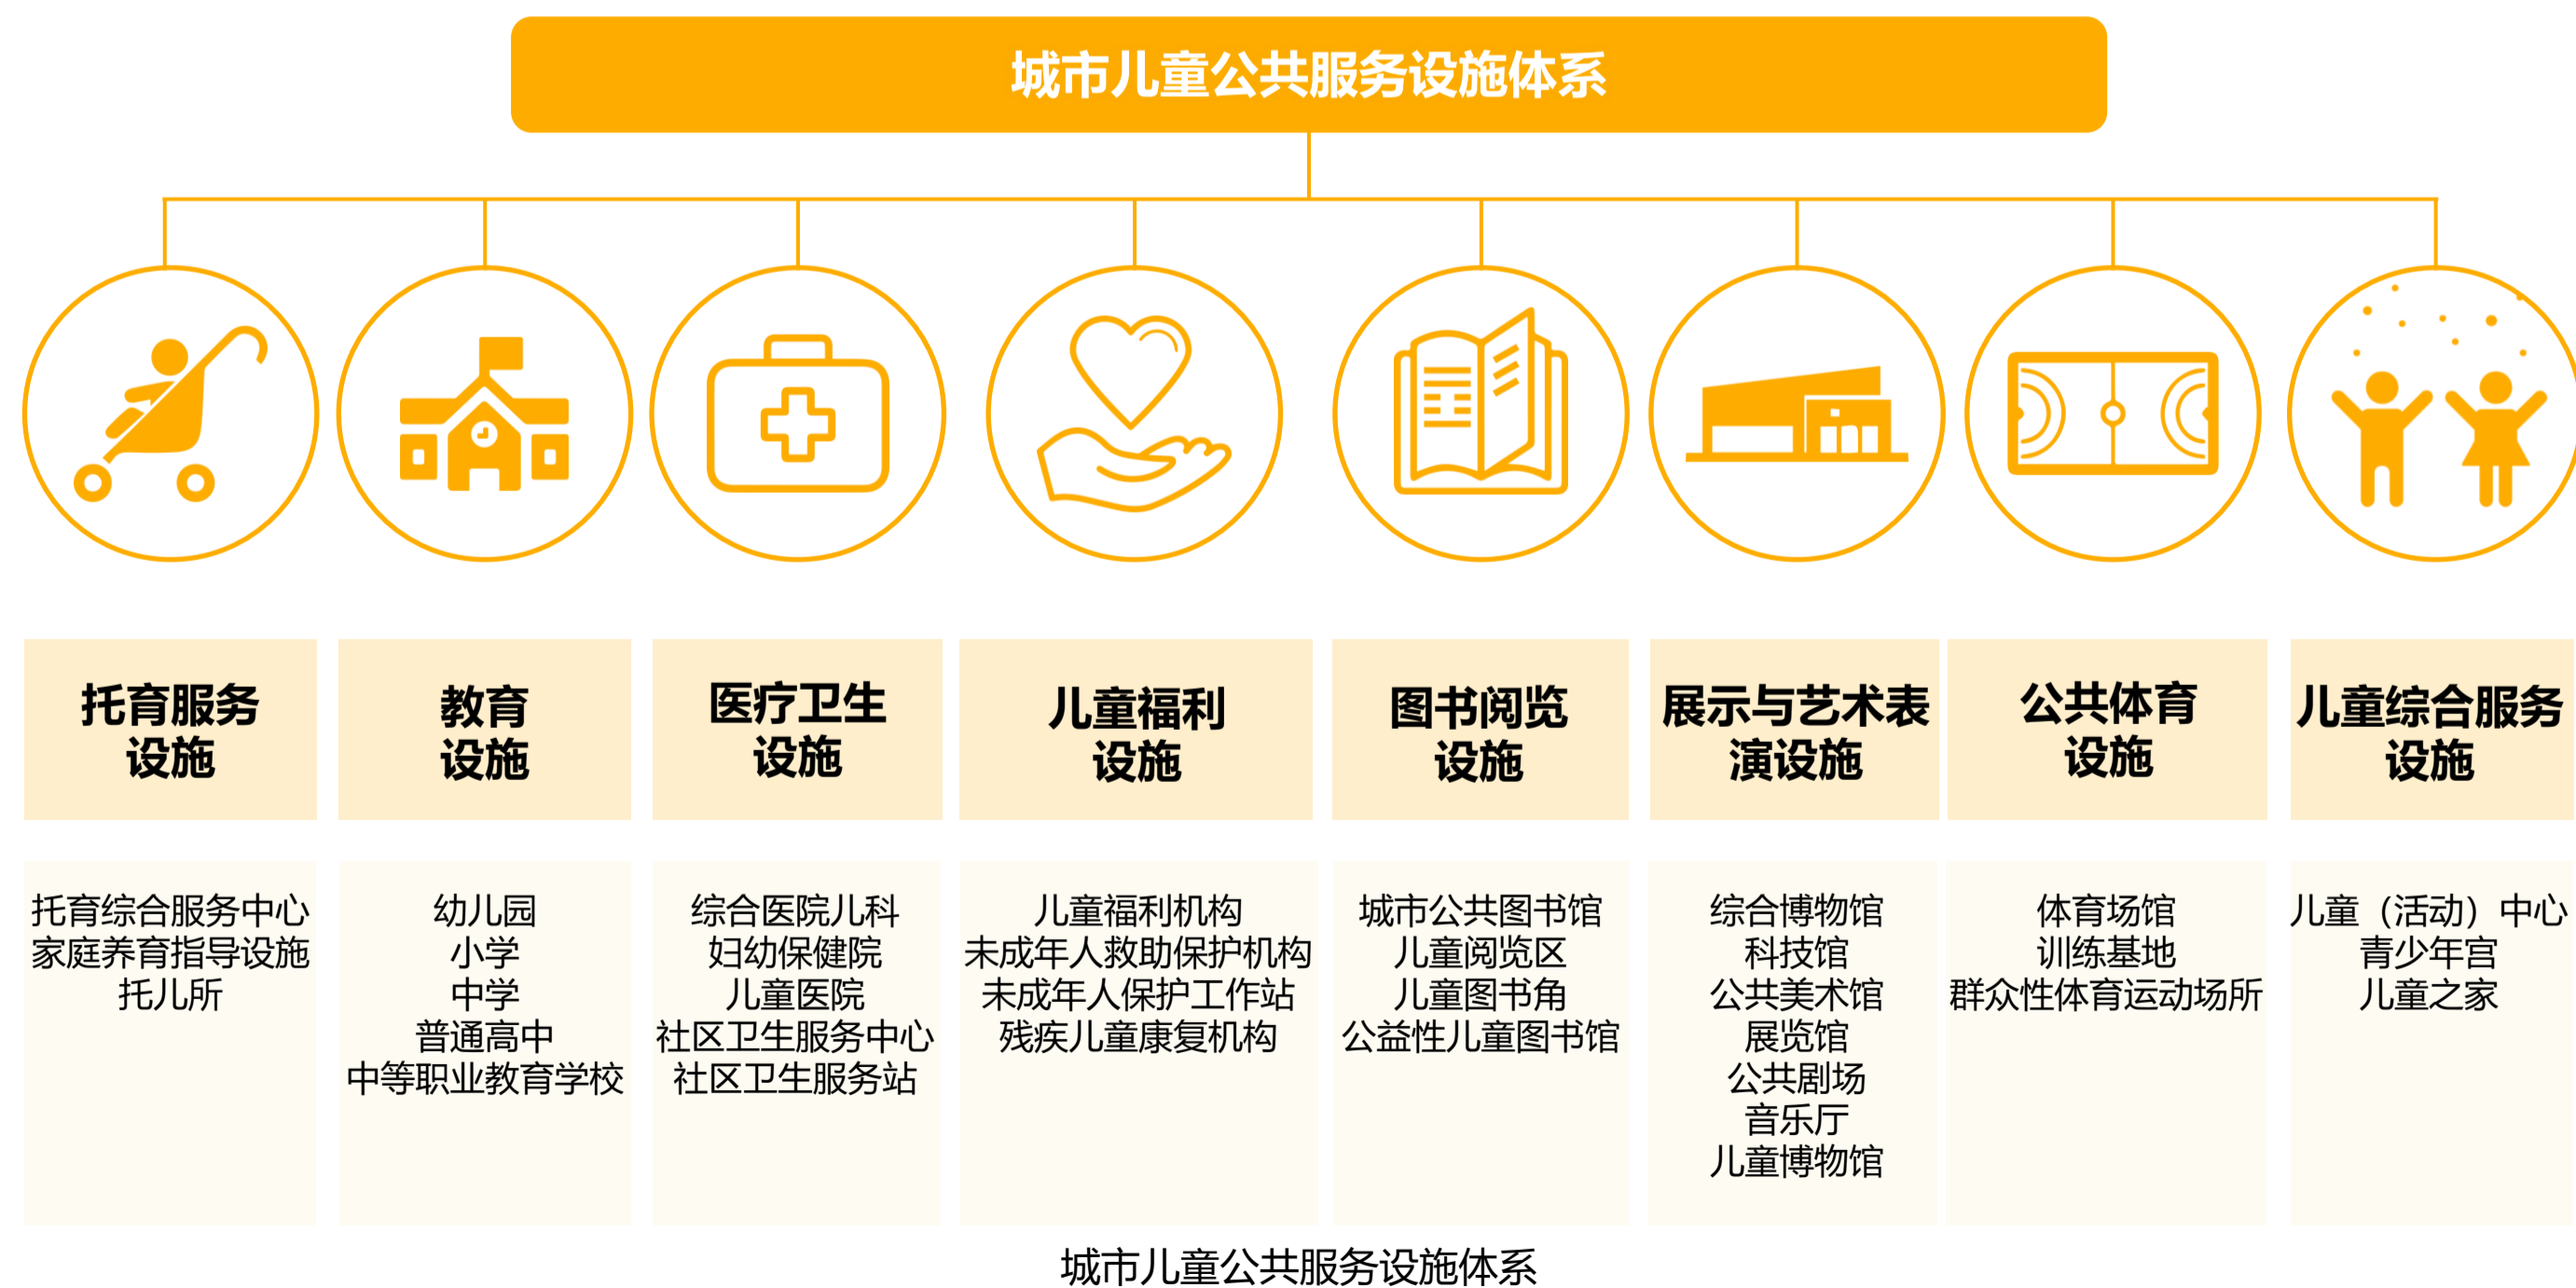 城市儿童公共服务设施体系
托育服务
设施
教育
设施
医疗卫生
设施
儿童福利
设施
图书阅览
设施
展示与艺术表
演设施
公共体育
设施
儿童综合服务
设施
托育综合服务中心
家庭养育指导设施
托儿所
幼儿园
小学
中学
普通高中
中等职业教育学校
综合医院儿科
妇幼保健院
儿童医院
社区卫生服务中心
社区卫生服务站
儿童福利机构
未成年人救助保护机构
未成年人保护工作站
残疾儿童康复机构
城市公共图书馆
儿童阅览区
儿童图书角
公益性儿童图书馆
综合博物馆
科技馆
公共美术馆
展览馆
公共剧场
音乐厅
儿童博物馆
体育场馆
训练基地
群众性体育运动场所
儿童（活动）中心
青少年宫
儿童之家
城市儿童公共服务设施体系